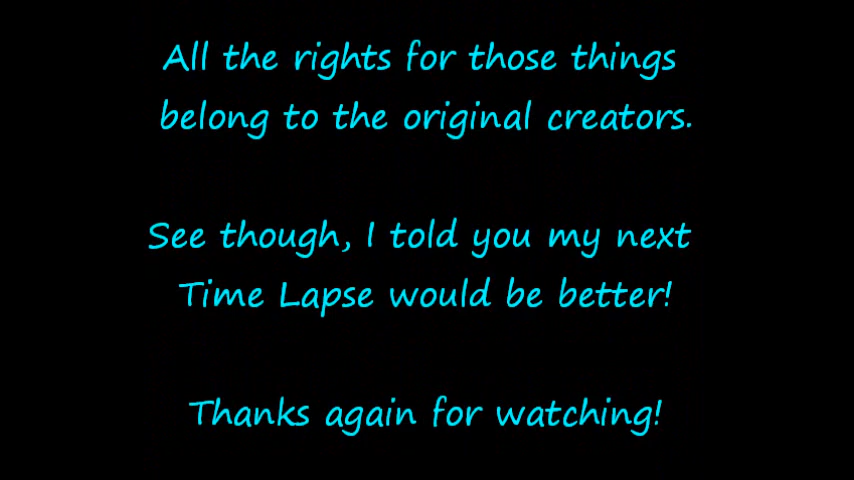 All the rights for those things
belong to the original creators.
See though, I told you my next
Time Lapse would be better!
Thanks again for watching!